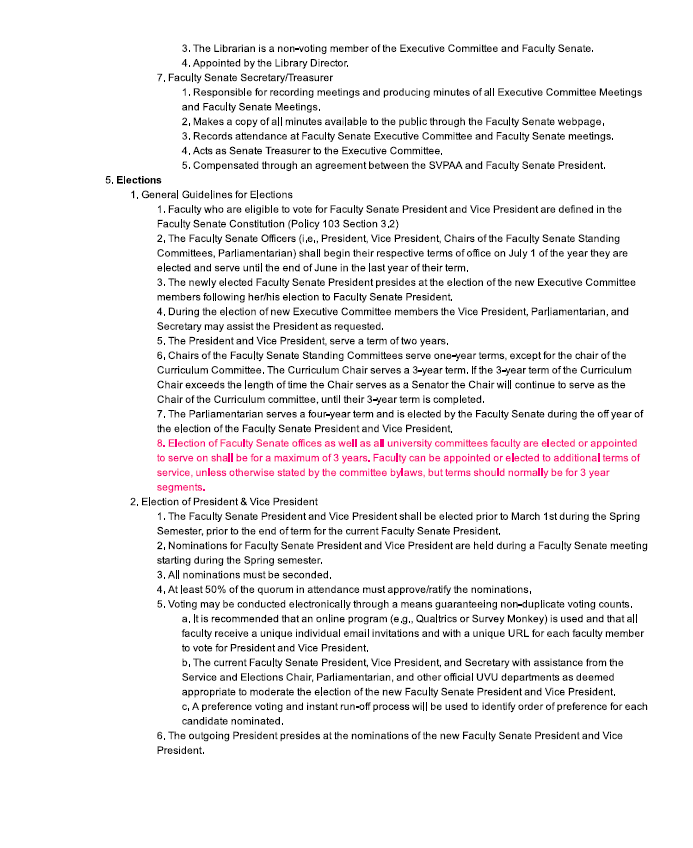 3. The Librarian is a non-voting member of the Executive Committee and Faculty Senate.
4. Appointed by the Library Director.
7. Faculty Senate Secretary/Treasurer
1. Responsible for recording meetings and producing minutes of all Executive Committee Meetings
and Faculty Senate Meetings.
2. Makes a copy of all minutes available to the public through the Faculty Senate webpage.
3. Records attendance at Faculty Senate Executive Committee and Faculty Senate meetings.
4. Acts as Senate Treasurer to the Executive Committee.
5. Compensated through an agreement between the SVPAA and Faculty Senate President.
5. Elections
1. General Guidelines for Elections
1. Faculty who are eligible to vote for Faculty Senate President and Vice President are defined in the
Faculty Senate Constitution (Policy 103 Section 3.2)
2. The Faculty Senate Officers (i.e., President, Vice President, Chairs of the Faculty Senate Standing
Committees, Parliamentarian) shall begin their respective terms of office on July 1 of the year they are
elected and serve until the end of June in the last year of their term.
3. The newly elected Faculty Senate President presides at the election of the new Executive Committee
members following her/his election to Faculty Senate President.
4. During the election of new Executive Committee members the Vice President, Parliamentarian, and
Secretary may assist the President as requested.
5. The President and Vice President, serve a term of two years.
6. Chairs of the Faculty Senate Standing Committees serve one-year terms, except for the chair of the
Curriculum Committee. The Curriculum Chair serves a 3-year term. If the 3-year term of the Curriculum
Chair exceeds the length of time the Chair serves as a Senator the Chair will continue to serve as the
Chair of the Curriculum committee, until their 3-year term is completed.
7. The Parliamentarian serves a four-year term and is elected by the Faculty Senate during the off year of
the election of the Faculty Senate President and Vice President.
8. Election of Faculty Senate offices as well as all university committees faculty are elected or appointed
to serve on shall be for a maximum of 3 years. Faculty can be appointed or elected to additional terms of
service, unless otherwise stated by the committee bylaws, but terms should normally be for 3 year
segments.
2. Election of President & Vice President
1. The Faculty Senate President and Vice President shall be elected prior to March 1st during the Spring
Semester, prior to the end of term for the current Faculty Senate President.
2. Nominations for Faculty Senate President and Vice President are held during a Faculty Senate meeting
starting during the Spring semester.
3. All nominations must be seconded.
4. At least 50% of the quorum in attendance must approve/ratify the nominations.
5. Voting may be conducted electronically through a means guaranteeing non-duplicate voting counts.
a. It is recommended that an online program (e.g., Qualtrics or Survey Monkey) is used and that all
faculty receive a unique individual email invitations and with a unique URL for each faculty member
to vote for President and Vice President.
b. The current Faculty Senate President, Vice President, and Secretary with assistance from the
Service and Elections Chair, Parliamentarian, and other official UVU departments as deemed
appropriate to moderate the election of the new Faculty Senate President and Vice President.
c. A preference voting and instant run-off process will be used to identify order of preference for each
candidate nominated.
6. The outgoing President presides at the nominations of the new Faculty Senate President and Vice
President.